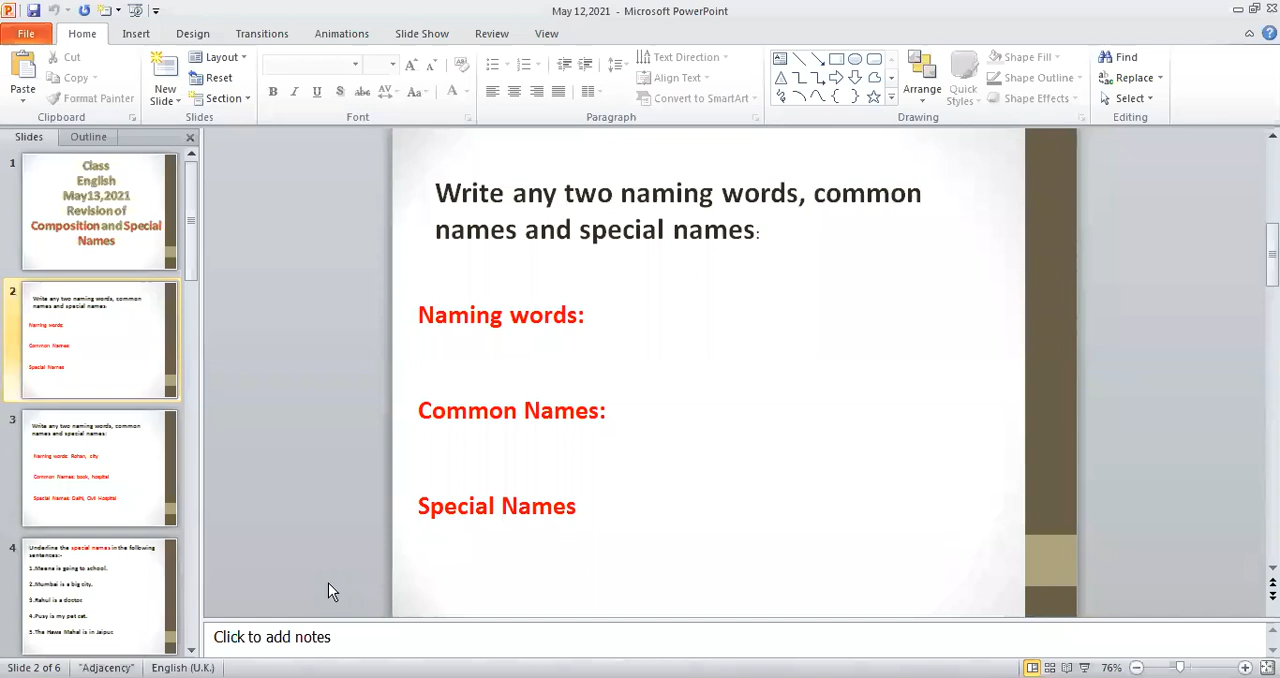 May 12,2021 - Microsoft PowerPoint
File Home Insert Design Transitions Animations Slide Show Review View
Paste
Cut
Copy
Format Painter
Clipboard
New Slide
Layout
Reset
Section
Slides
B I U S abc AV Aa A
Font
Text Direction
Align Text
Convert to SmartArt
Paragraph
Arrange
Quick Styles
Shape Fill
Shape Outline
Shape Effects
Drawing
Find
Replace
Select
Editing
Slides Outline
1
Class
English
May13,2021
Revision of
Composition and Special
Names
2
Write any two naming words, common
names and special names:
Naming words:
Common Names:
Special Names
3
Write any two naming words, common
names and special names:
Naming words: Rohan, city
Common Names: book, hospital
Special Names: Delhi, Civil Hospital
4
Underline the special names in the following
sentences:-
1.Meena is going to school.
2.Mumbai is a big city.
3.Rahul is a doctor.
4.Pusy is my pet cat.
5.The Hawa Mahal is in Jaipur.
Write any two naming words, common
names and special names:
Naming words:
Common Names:
Special Names
Click to add notes
Slide 2 of 6 "Adjacency" English (U.K.) 76%